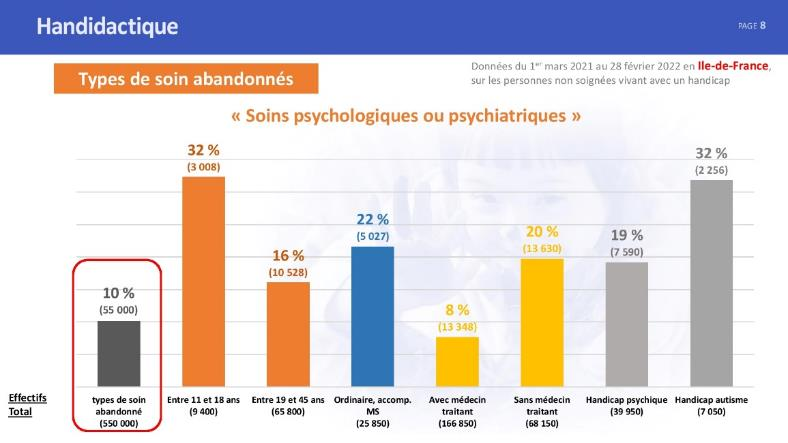 Handidactique
PAGE 8
Types de soin abandonnés
Données du 1er mars 2021 au 28 février 2022 en Ile-de-France,
sur les personnes non soignées vivant avec un handicap
« Soins psychologiques ou psychiatriques »
10 %
(55 000)
32 %
(3 008)
16 %
(10 528)
22 %
(5 027)
8 %
(13 348)
20 %
(13 630)
19 %
(7 590)
32 %
(2 256)
Effectifs
Total
types de soin
abandonné
(550 000)
Entre 11 et 18 ans
(9 400)
Entre 19 et 45 ans
(65 800)
Ordinaire, accomp.
MS
(25 850)
Avec médecin
traitant
(166 850)
Sans médecin
traitant
(68 150)
Handicap psychique
(39 950)
Handicap autisme
(7 050)